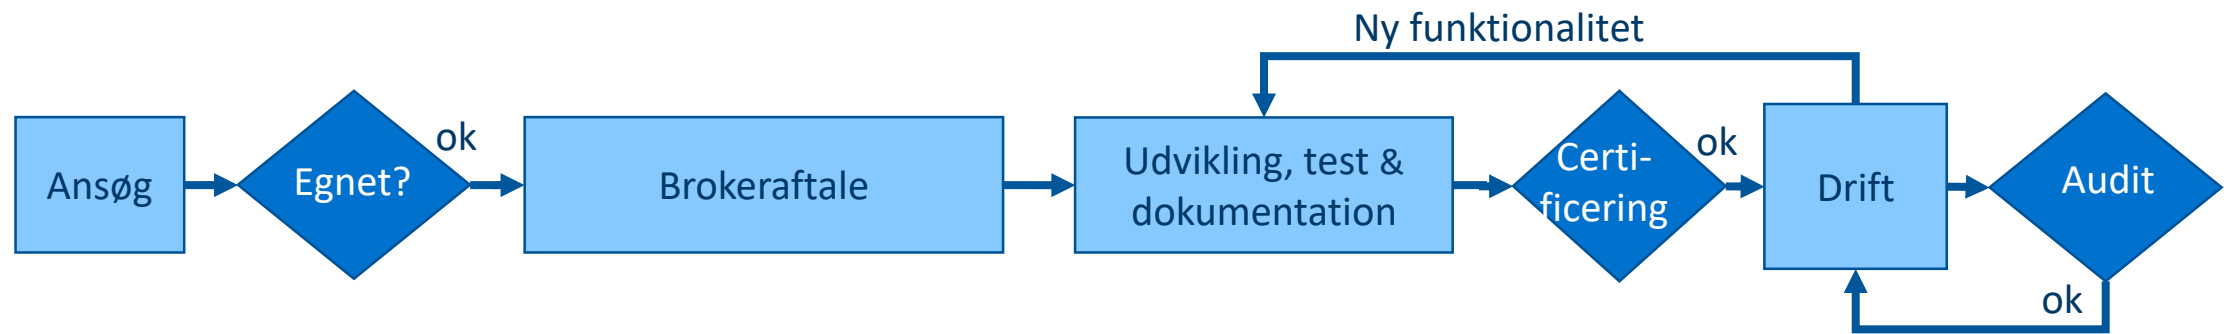 Ny funktionalitet
Ansøg
Egnet?
ok
Brokeraftale
Udvikling, test &
dokumentation
Certi-
ficering
ok
Drift
Audit
ok